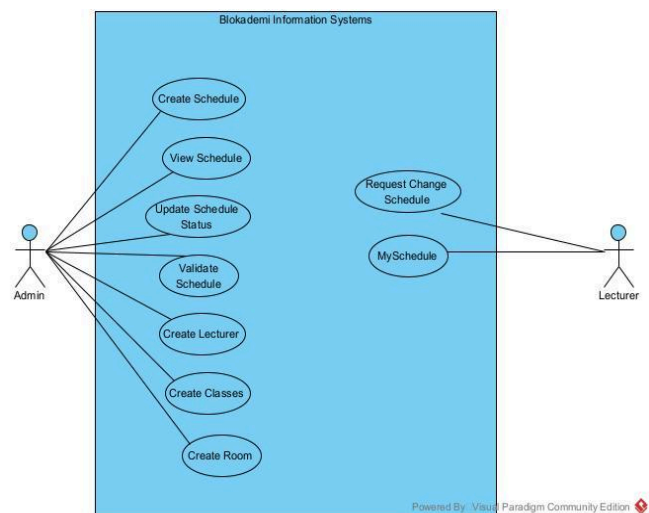 Blokademi Information Systems
Create Schedule
View Schedule
Update Schedule
Status
Validate
Schedule
Create Lecturer
Create Classes
Create Room
Request Change
Schedule
MySchedule
Admin
Lecturer
Powered By Visual Paradigm Community Edition